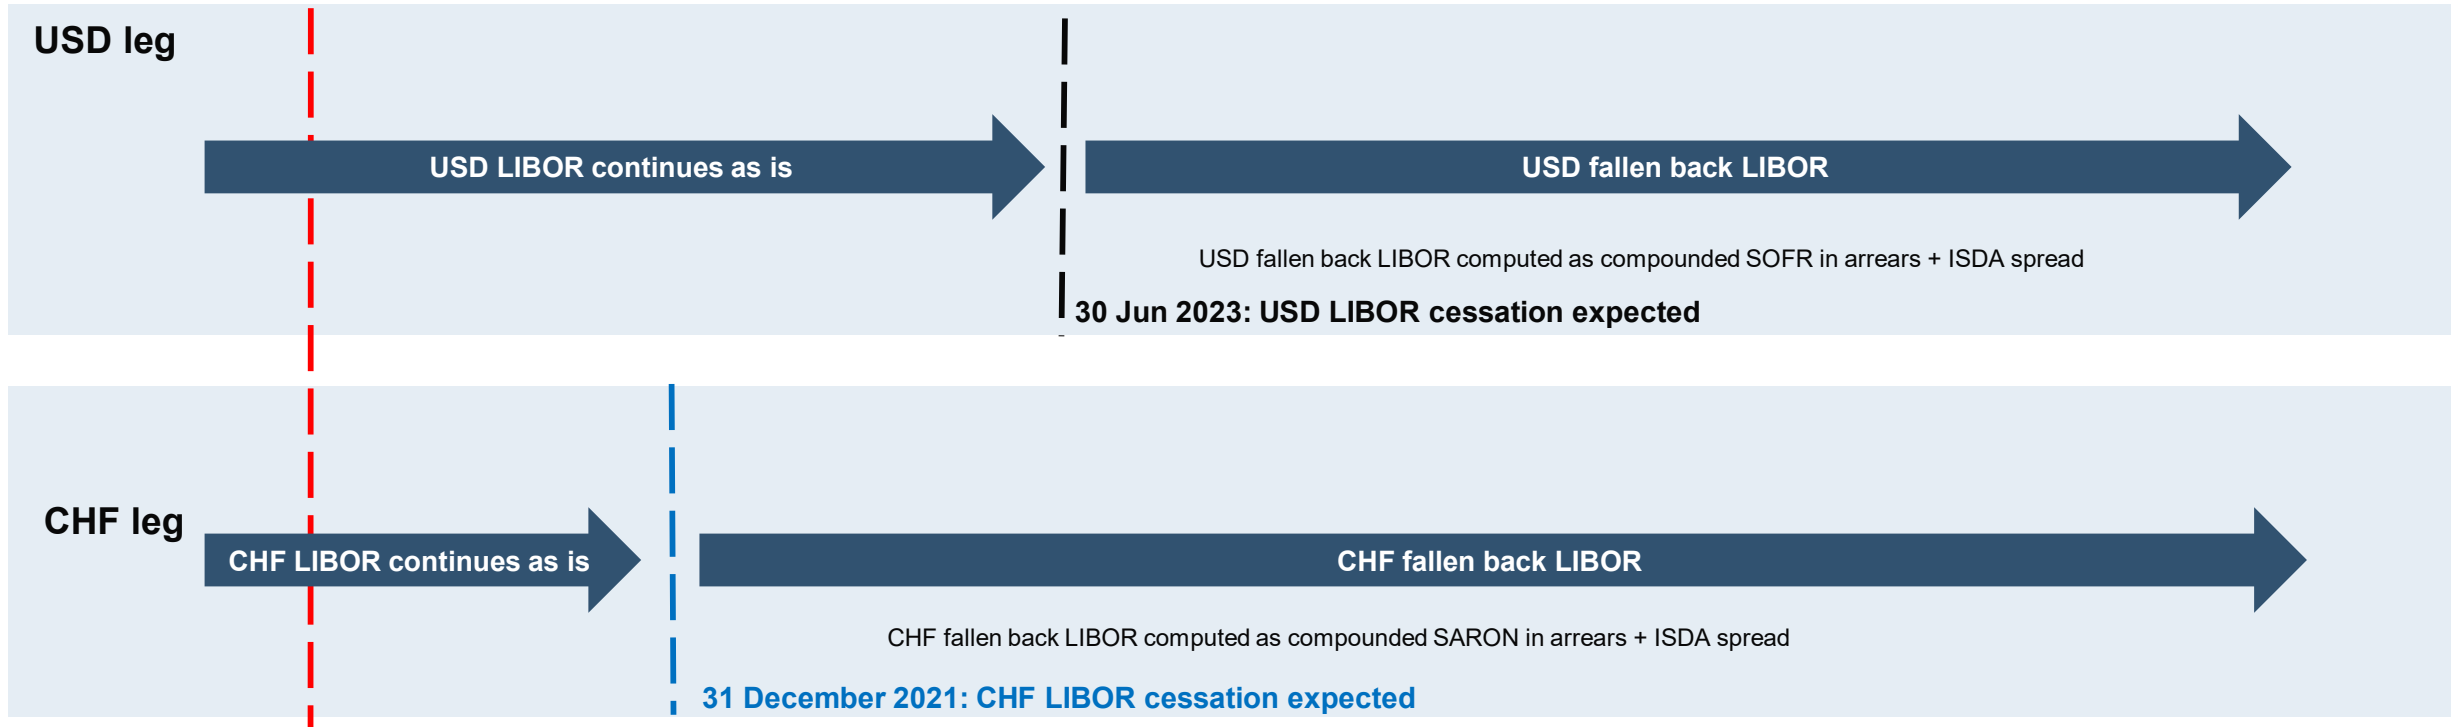 USD leg
USD LIBOR continues as is
USD fallen back LIBOR
USD fallen back LIBOR computed as compounded SOFR in arrears + ISDA spread
30 Jun 2023: USD LIBOR cessation expected
CHF leg
CHF LIBOR continues as is
CHF fallen back LIBOR
CHF fallen back LIBOR computed as compounded SARON in arrears + ISDA spread
31 December 2021: CHF LIBOR cessation expected